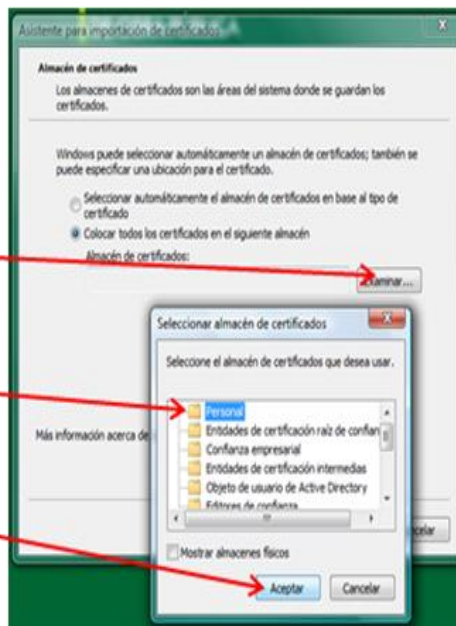 Asistente para importación de certificados
Almacén de certificados
Los almacenes de certificados son las áreas del sistema donde se guardan los
certificados.
Windows puede seleccionar automáticamente un almacén de certificados; también se
puede especificar una ubicación para el certificado.
Seleccionar automáticamente el almacén de certificados en base al tipo de
certificado
Colocar todos los certificados en el siguiente almacén
Almacén de certificados:
Examinar...
Seleccionar almacén de certificados
Seleccione el almacén de certificados que desea usar.
Personal
Entidades de certificación raíz de confian
Confianza empresarial
Entidades de certificación intermedias
Objeto de usuario de Active Directory
Editores de confianza
Más información acerca de
Mostrar almacenes físicos
Aceptar
Cancelar
ncelar